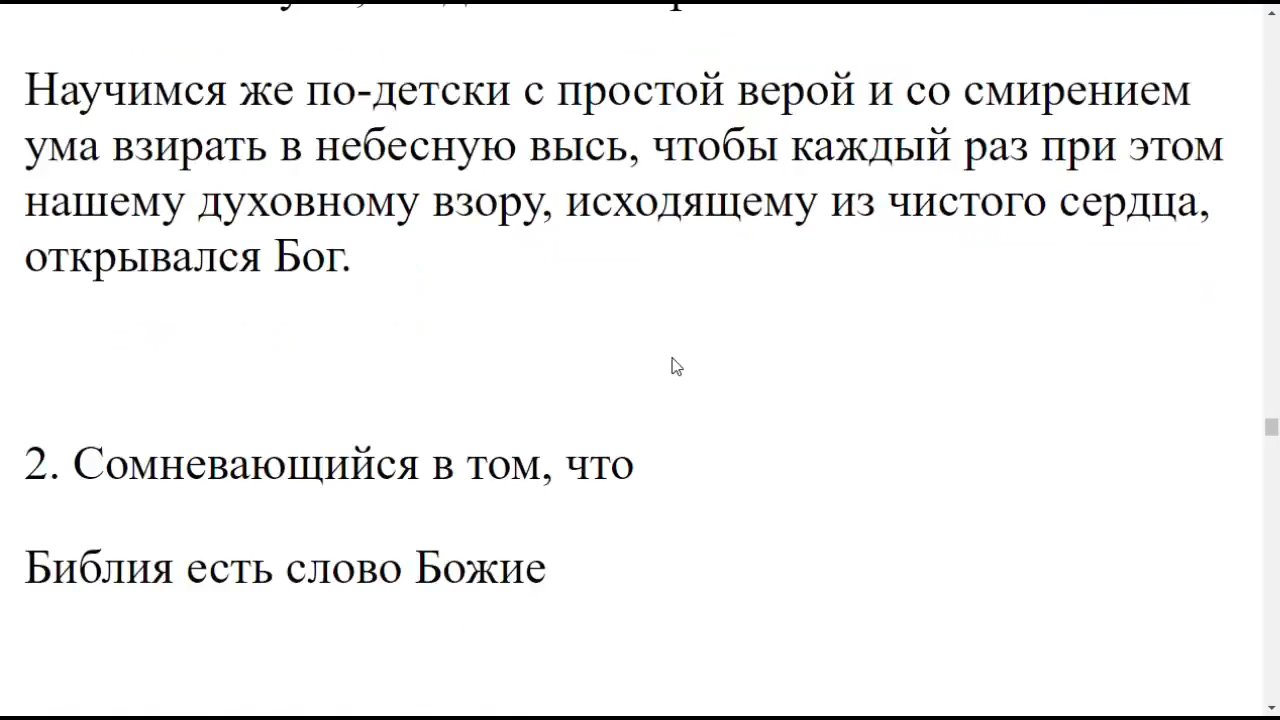 Научимся же по-детски с простой верой и со смирением
ума взирать в небесную высь, чтобы каждый раз при этом
нашему духовному взору, исходящему из чистого сердца,
открывался Бог.
2. Сомневающийся в том, что
Библия есть слово Божие